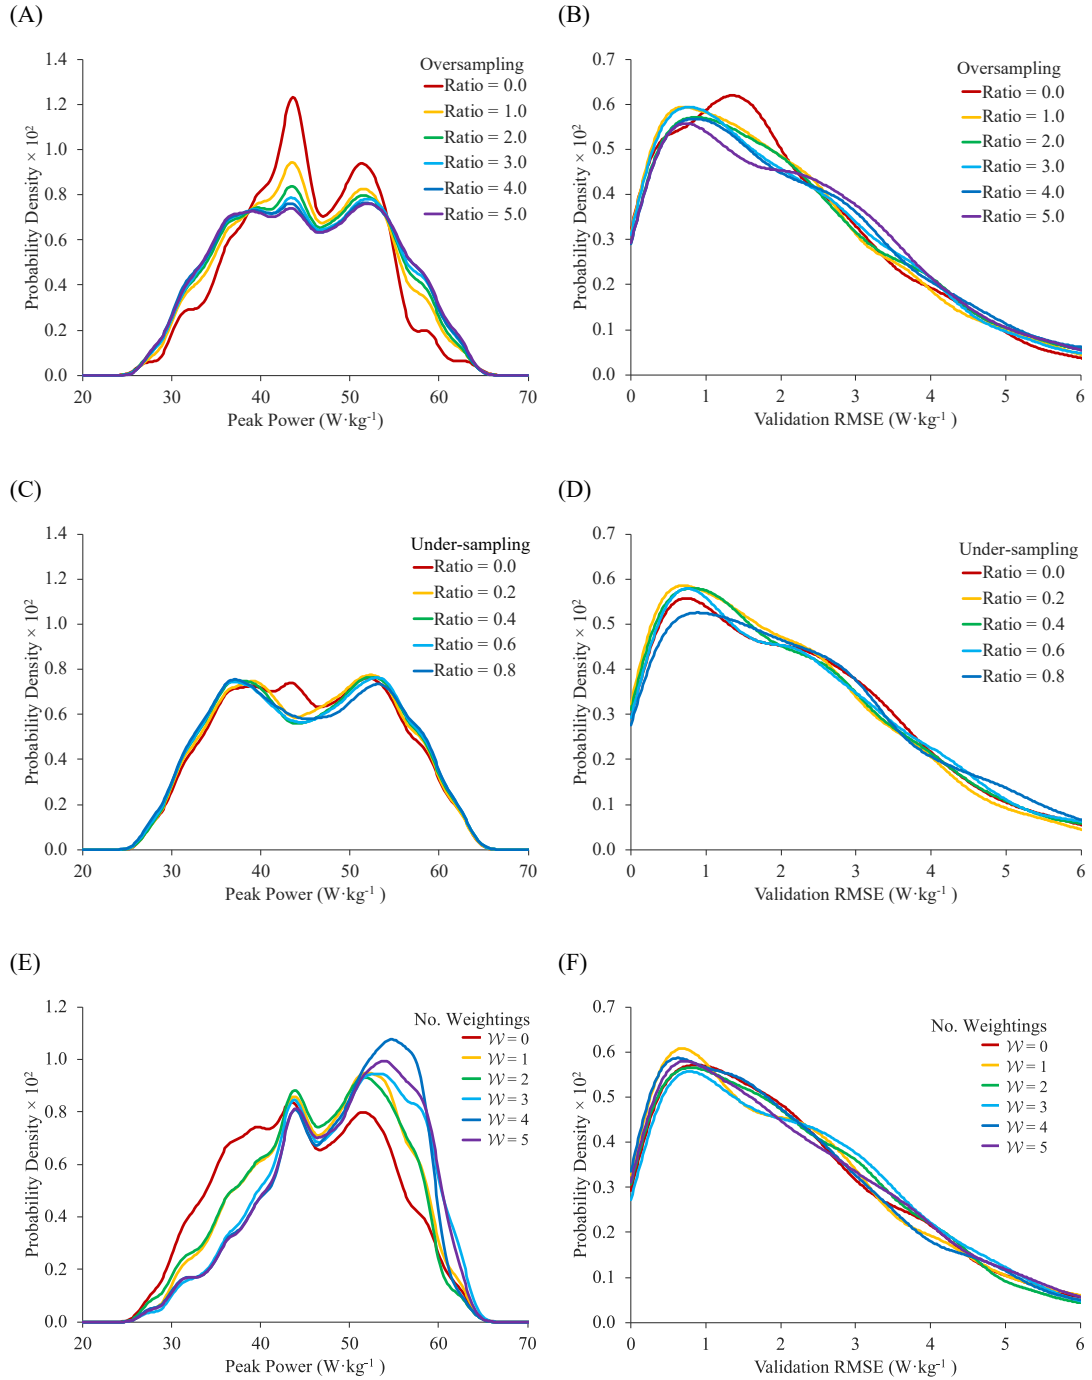 (A)
Probability Density × 10²
1.4
1.2
1.0
0.8
0.6
0.4
0.2
0.0
20 30 40 50 60 70
Peak Power (W·kg⁻¹)
Oversampling
Ratio = 0.0
Ratio = 1.0
Ratio = 2.0
Ratio = 3.0
Ratio = 4.0
Ratio = 5.0
(B)
Probability Density × 10²
0.7
0.6
0.5
0.4
0.3
0.2
0.1
0.0
0 1 2 3 4 5 6
Validation RMSE (W·kg⁻¹ )
Oversampling
Ratio = 0.0
Ratio = 1.0
Ratio = 2.0
Ratio = 3.0
Ratio = 4.0
Ratio = 5.0
(C)
Probability Density × 10²
1.4
1.2
1.0
0.8
0.6
0.4
0.2
0.0
20 30 40 50 60 70
Peak Power (W·kg⁻¹ )
Under-sampling
Ratio = 0.0
Ratio = 0.2
Ratio = 0.4
Ratio = 0.6
Ratio = 0.8
(D)
Probability Density × 10²
0.7
0.6
0.5
0.4
0.3
0.2
0.1
0.0
0 1 2 3 4 5 6
Validation RMSE (W·kg⁻¹ )
Under-sampling
Ratio = 0.0
Ratio = 0.2
Ratio = 0.4
Ratio = 0.6
Ratio = 0.8
(E)
Probability Density × 10²
1.2
1.0
0.8
0.6
0.4
0.2
0.0
20 30 40 50 60 70
Peak Power (W·kg⁻¹ )
No. Weightings
𝒲 = 0
𝒲 = 1
𝒲 = 2
𝒲 = 3
𝒲 = 4
𝒲 = 5
(F)
Probability Density × 10²
0.7
0.6
0.5
0.4
0.3
0.2
0.1
0.0
0 1 2 3 4 5 6
Validation RMSE (W·kg⁻¹ )
No. Weightings
𝒲 = 0
𝒲 = 1
𝒲 = 2
𝒲 = 3
𝒲 = 4
𝒲 = 5